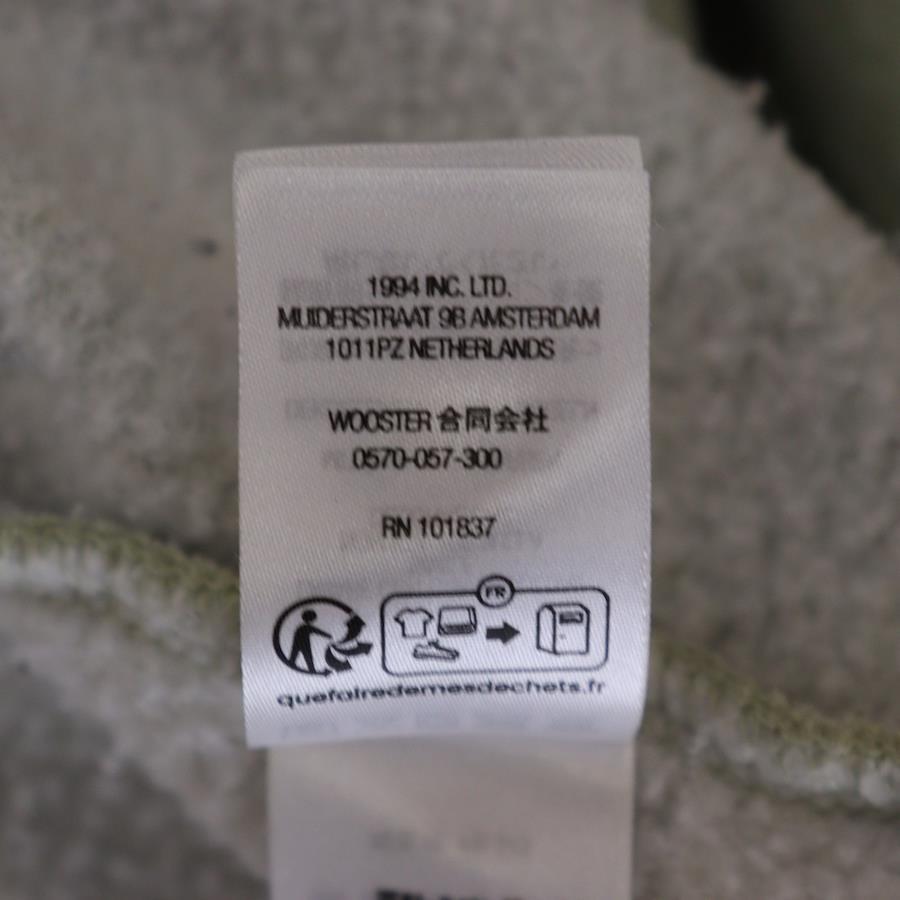 1994 INC. LTD.
MUIDERSTRAAT 9B AMSTERDAM
1011PZ NETHERLANDS
WOOSTER 合同会社
0570-057-300
RN 101837
FR
quefairedemesdechets.fr